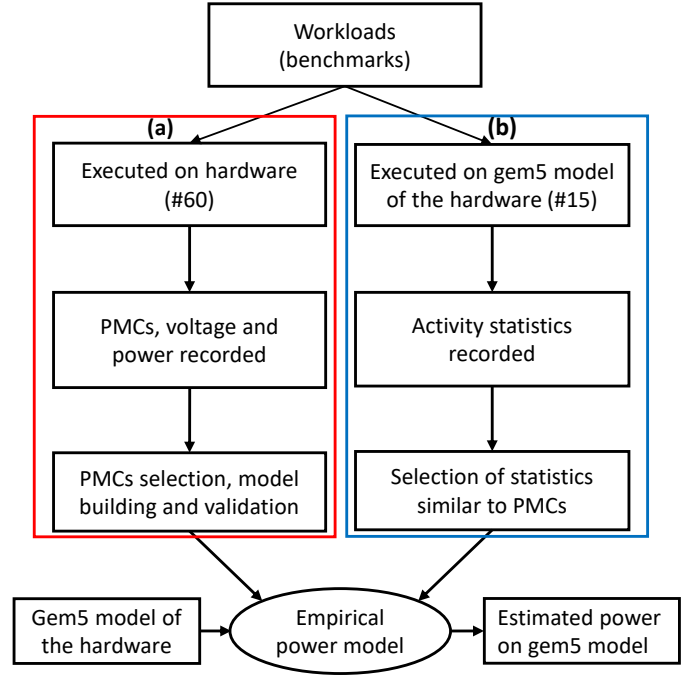 Workloads
(benchmarks)
(a)
Executed on hardware
(#60)
PMCs, voltage and
power recorded
PMCs selection, model
building and validation
(b)
Executed on gem5 model
of the hardware (#15)
Activity statistics
recorded
Selection of statistics
similar to PMCs
Gem5 model of
the hardware
Empirical
power model
Estimated power
on gem5 model